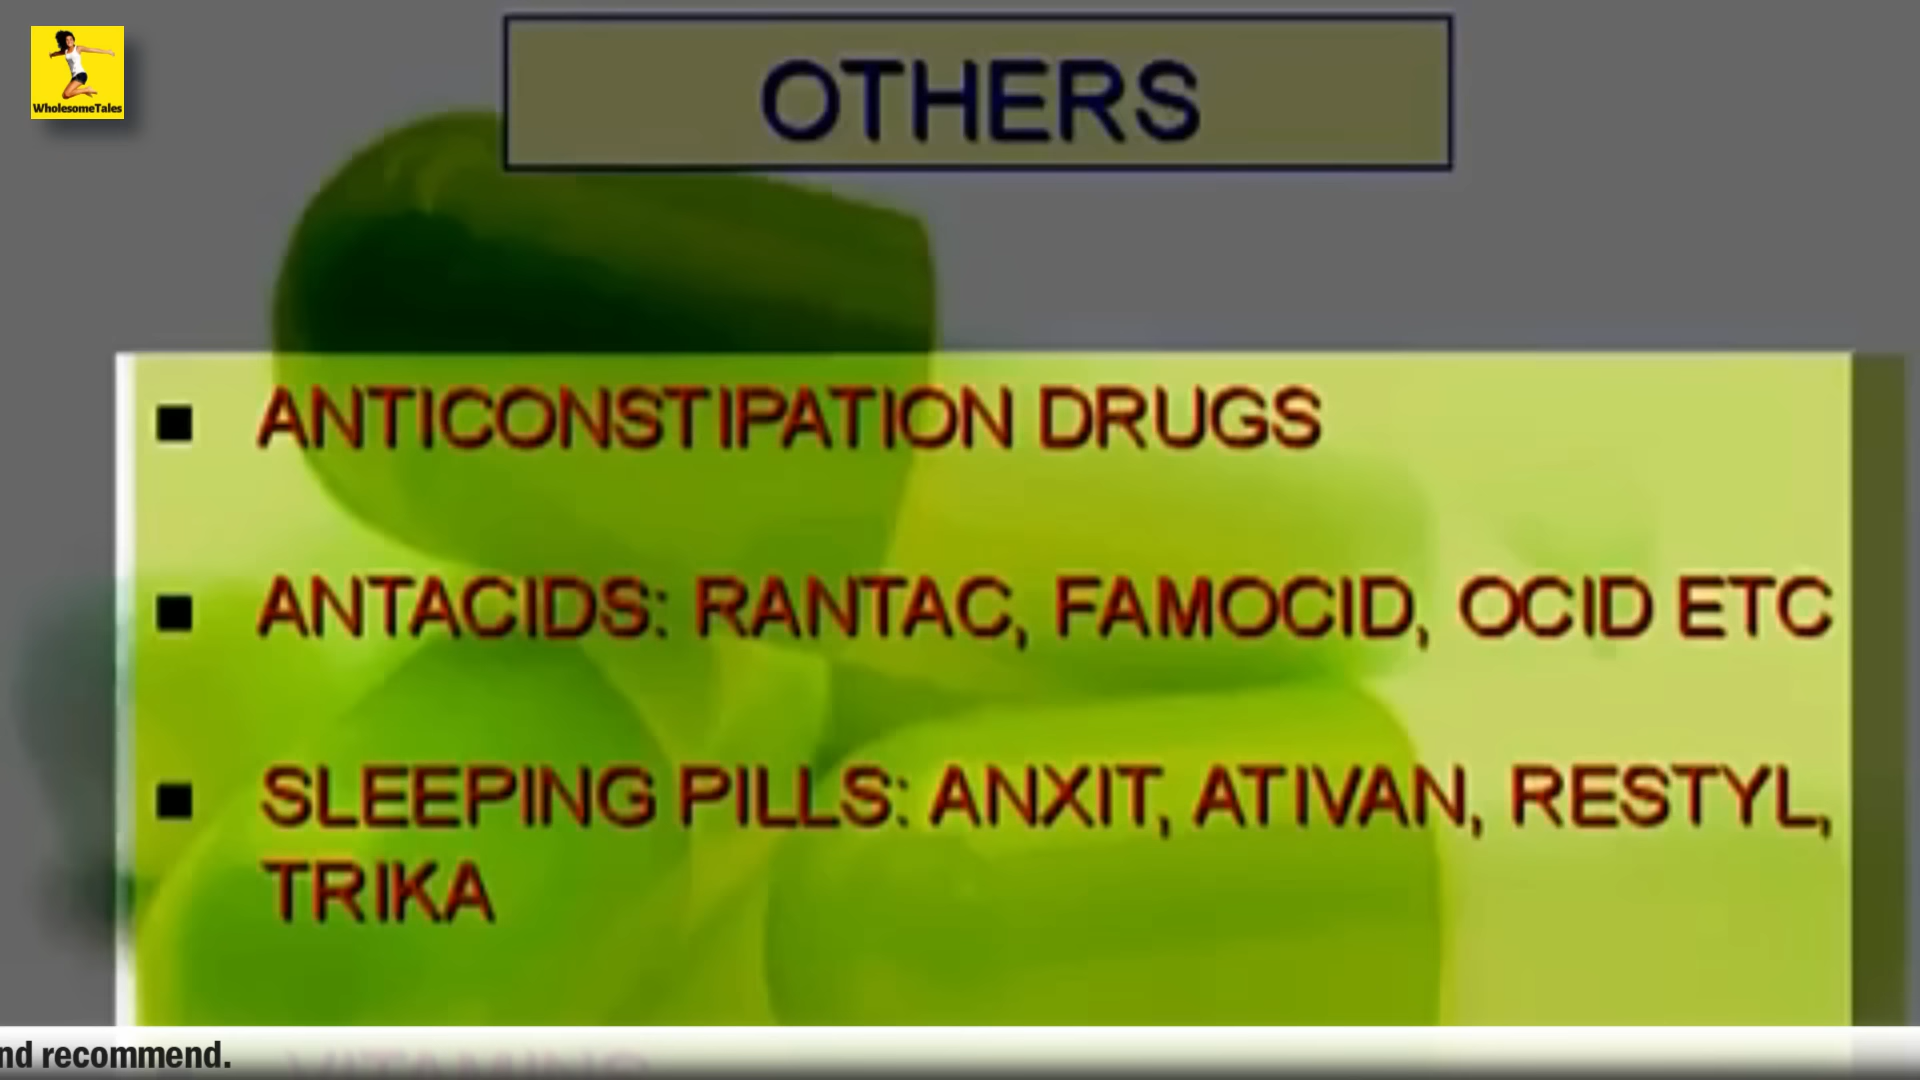 WholesomeTales
OTHERS
■ ANTICONSTIPATION DRUGS
■ ANTACIDS: RANTAC, FAMOCID, OCID ETC
■ SLEEPING PILLS: ANXIT, ATIVAN, RESTYL,
TRIKA
nd recommend.